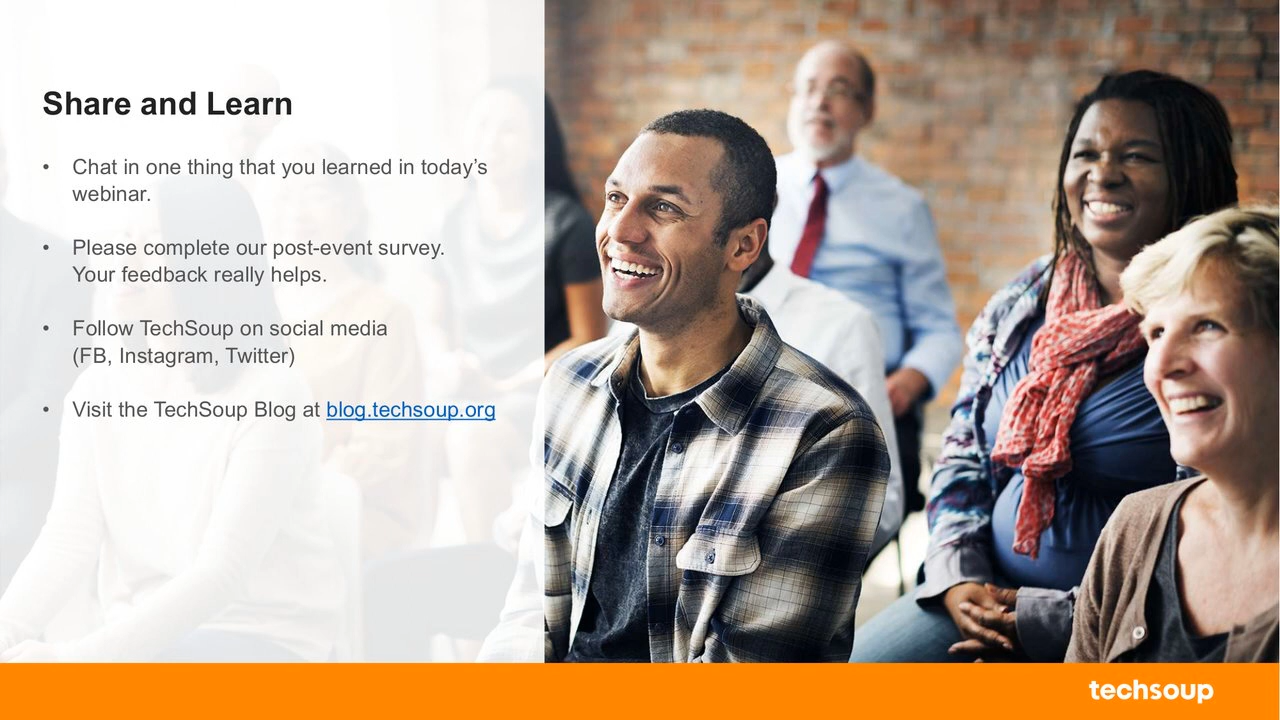 Share and Learn
• Chat in one thing that you learned in today’s
webinar.
• Please complete our post-event survey.
Your feedback really helps.
• Follow TechSoup on social media
(FB, Instagram, Twitter)
• Visit the TechSoup Blog at blog.techsoup.org
techsoup